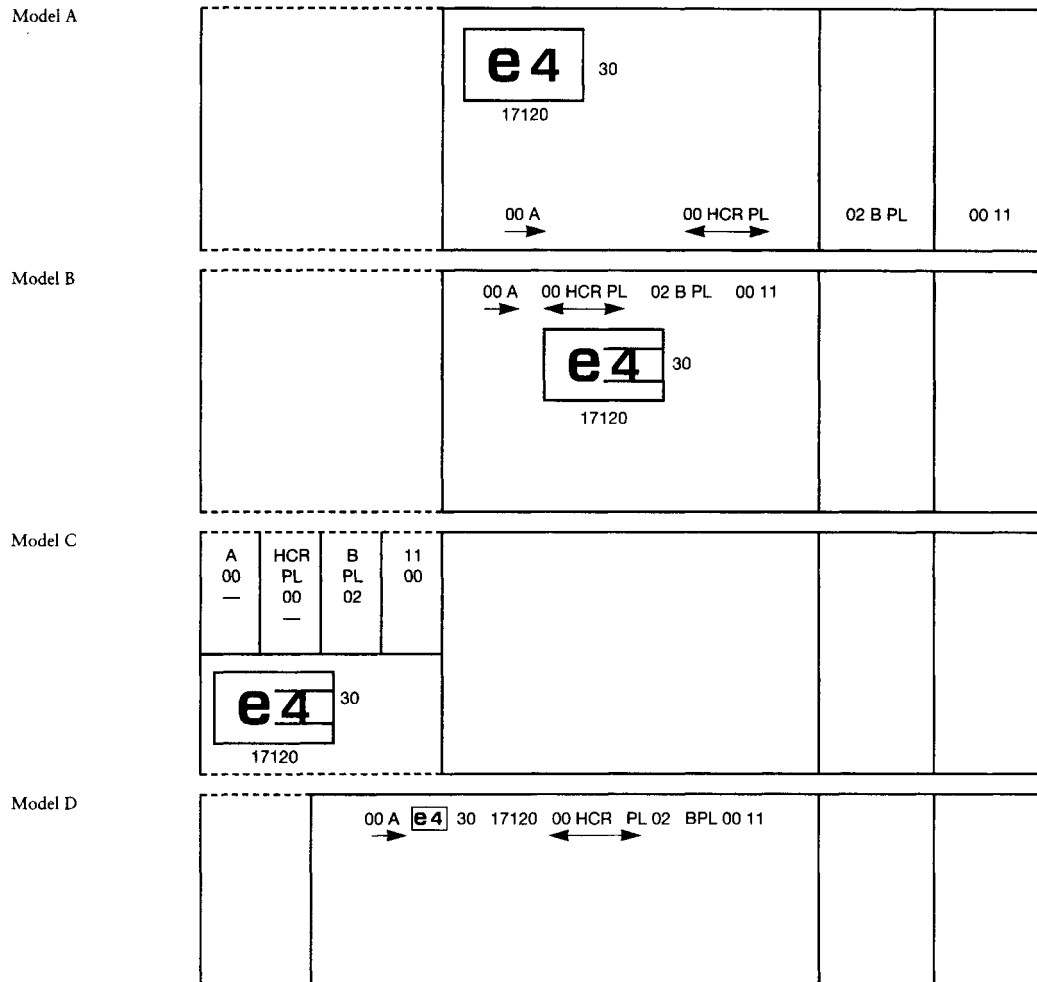 Model A
e4 30
17120
00 A 00 HCR PL 02 B PL 00 11
Model B
00 A 00 HCR PL 02 B PL 00 11
e4 30
17120
Model C
A HCR B 11
00 PL PL 00
— 00 02
—
e4 30
17120
Model D
00 A e4 30 17120 00 HCR PL 02 BPL 00 11